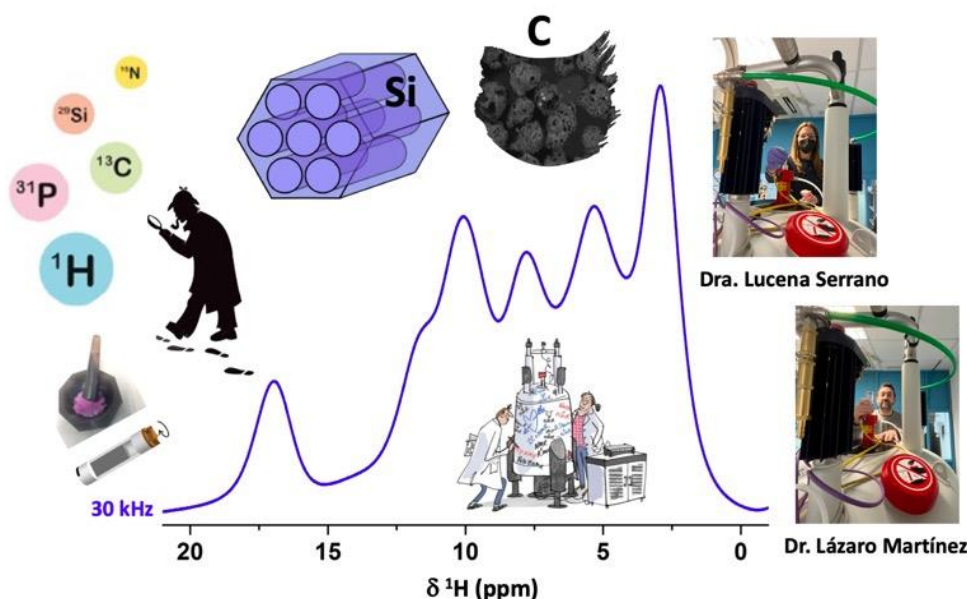 ¹⁵N
²⁹Si
¹³C
³¹P
¹H
Si
C
Dra. Lucena Serrano
Dr. Lázaro Martínez
30 kHz
20
15
10
5
0
δ ¹H (ppm)